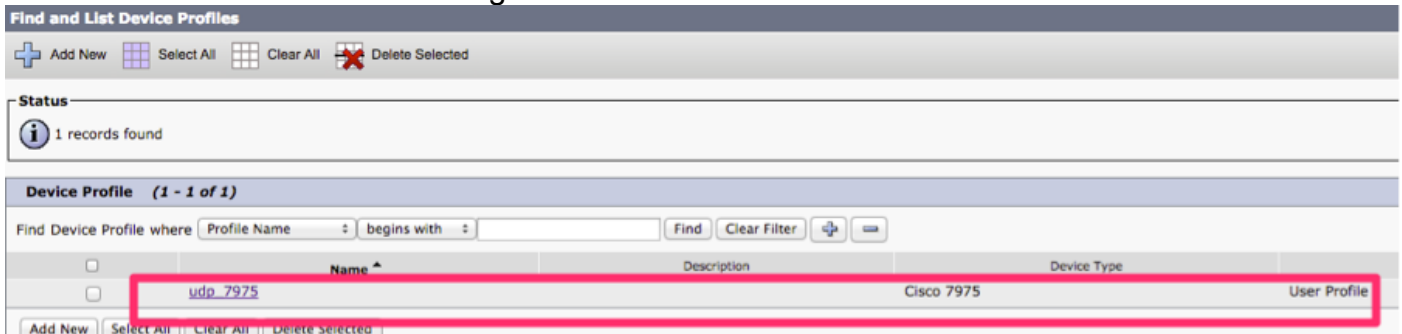 Find and List Device Profiles
Add New Select All Clear All Delete Selected
Status
1 records found
Device Profile (1 - 1 of 1)
Find Device Profile where Profile Name begins with Find Clear Filter
Name Description Device Type
udp_7975 Cisco 7975 User Profile
Add New Select All Clear All Delete Selected